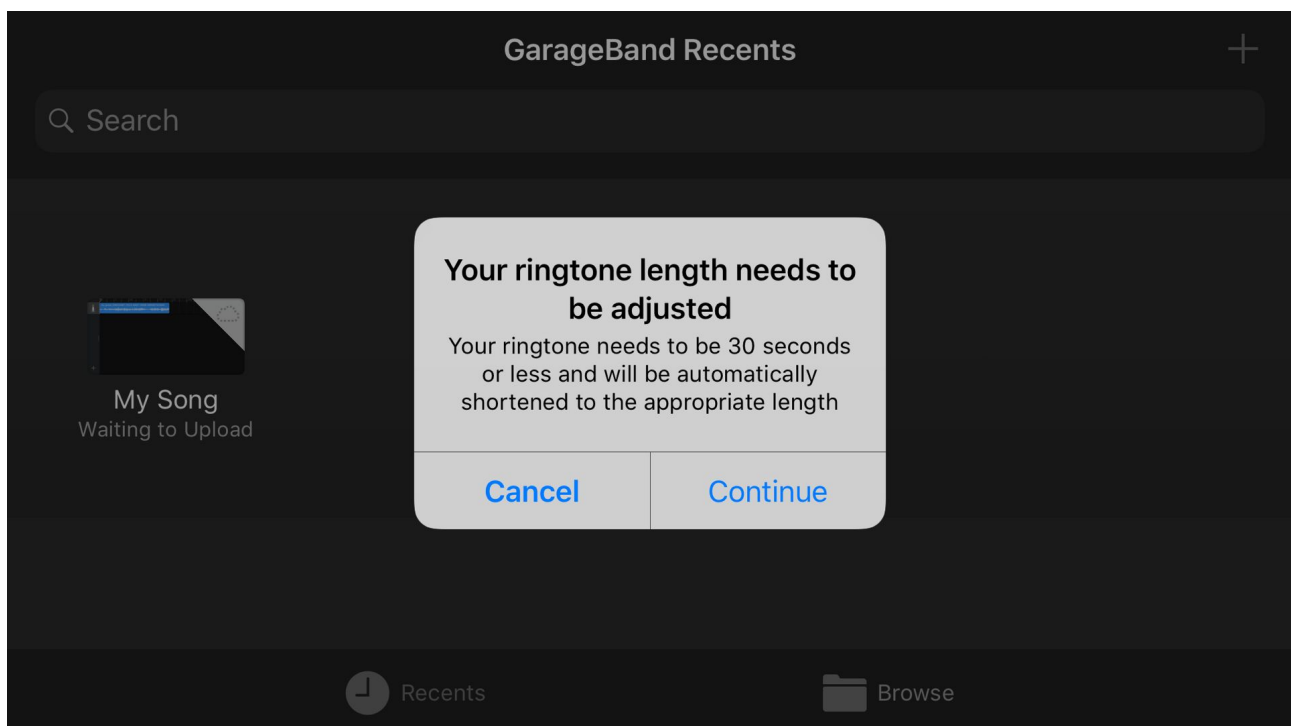 GarageBand Recents
Search
Your ringtone length needs to
be adjusted
Your ringtone needs to be 30 seconds
or less and will be automatically
shortened to the appropriate length
Cancel
Continue
My Song
Waiting to Upload
Recents
Browse